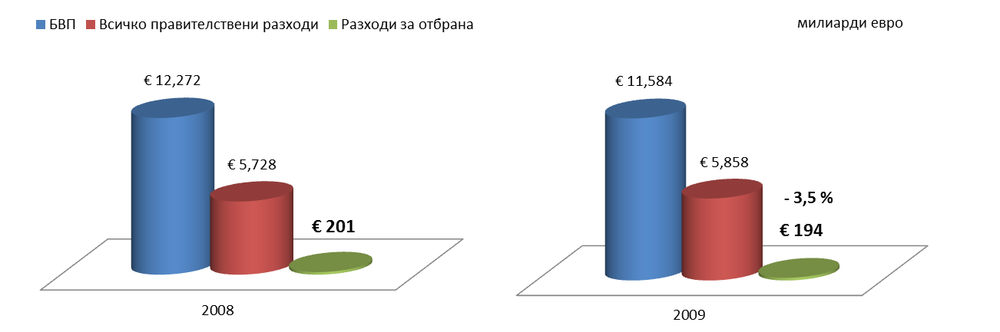 БВП Всичко правителствени разходи Разходи за отбрана
милиарди евро
€ 12,272
€ 5,728
€ 201
2008
€ 11,584
€ 5,858
- 3,5 %
€ 194
2009